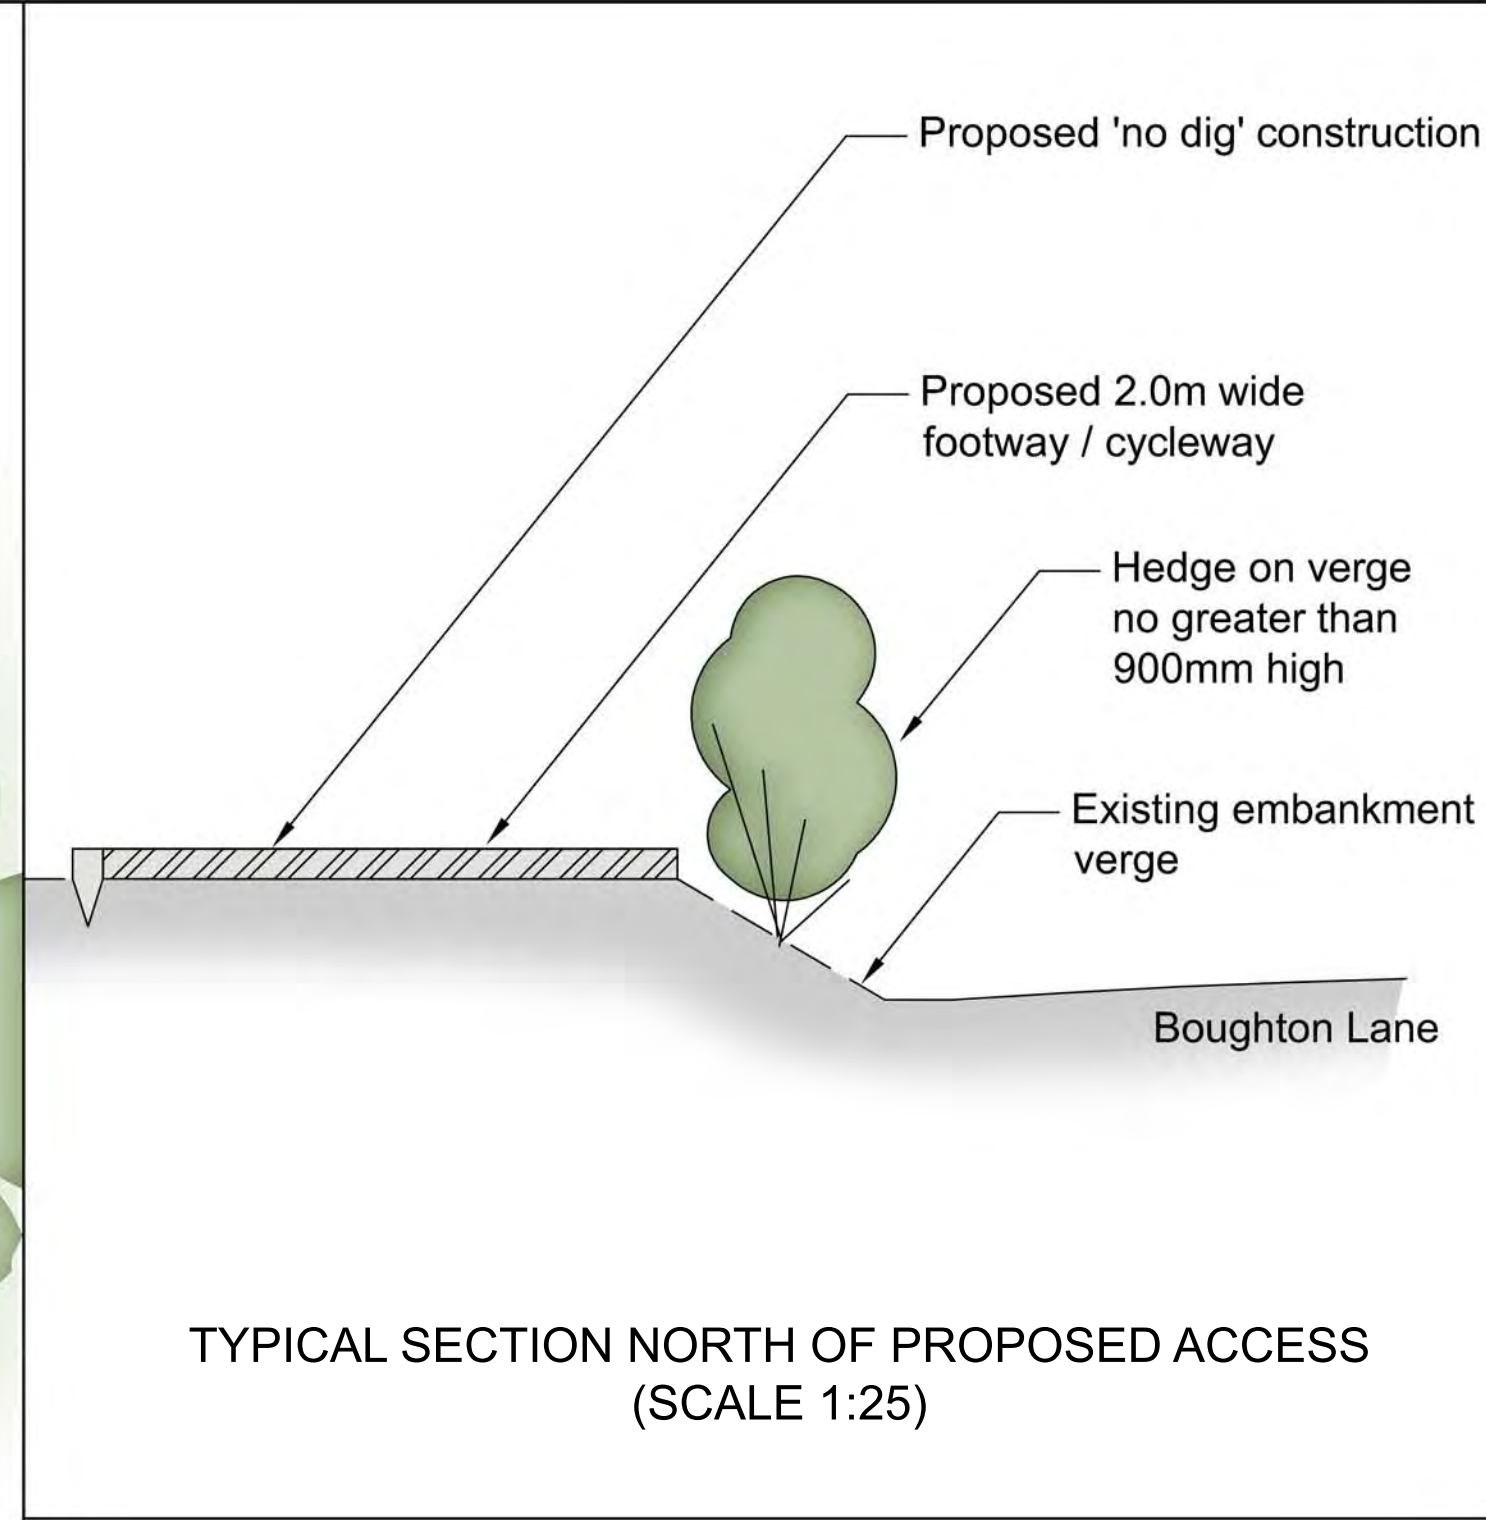 Proposed 'no dig' construction
Proposed 2.0m wide
footway / cycleway
Hedge on verge
no greater than
900mm high
Existing embankment
verge
Boughton Lane
TYPICAL SECTION NORTH OF PROPOSED ACCESS
(SCALE 1:25)